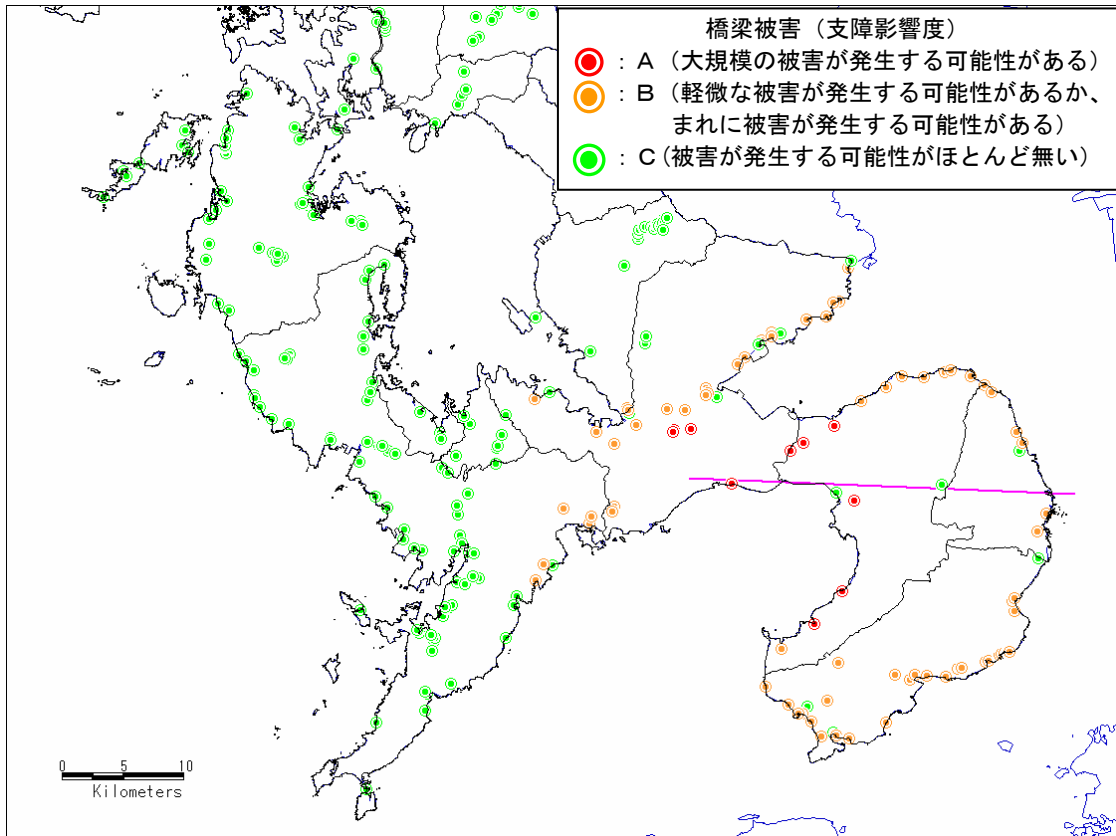 橋梁被害（支障影響度）
：A（大規模の被害が発生する可能性がある）
：B（軽微な被害が発生する可能性があるか、
まれに被害が発生する可能性がある）
：C（被害が発生する可能性がほとんど無い）
0 5 10
Kilometers